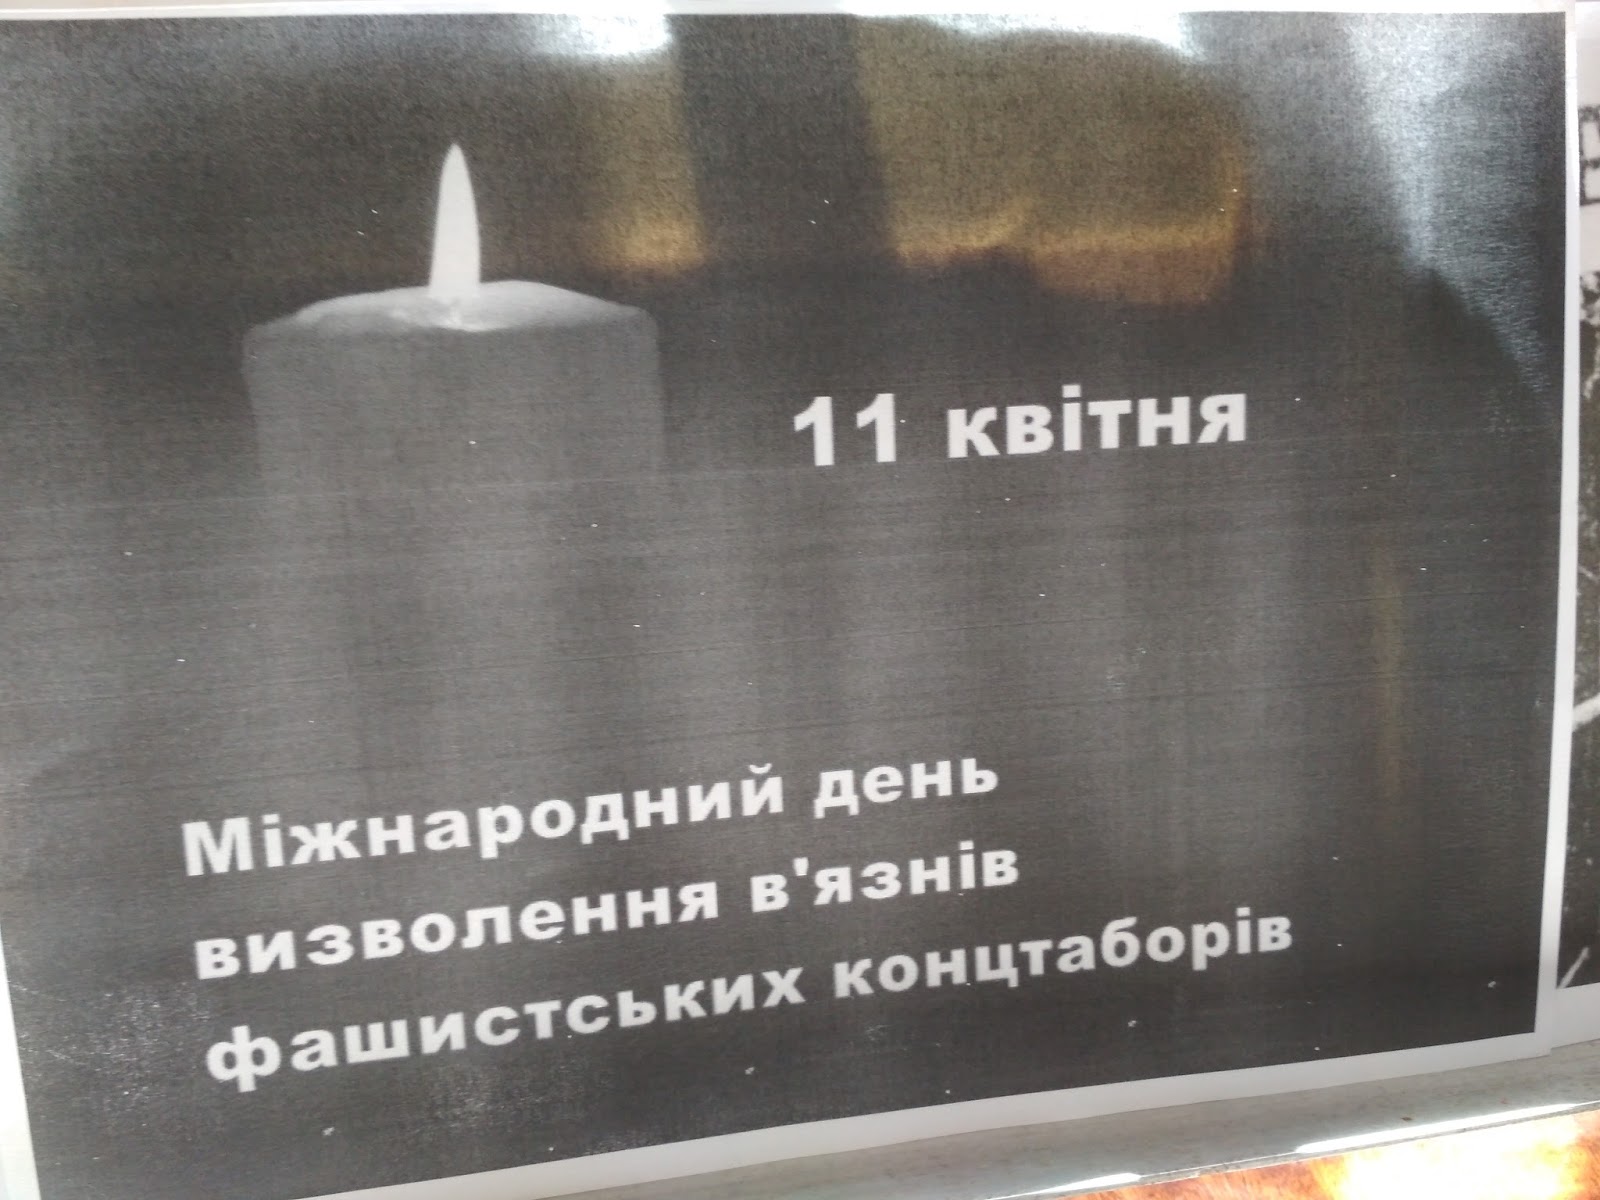 11 квітня
Міжнародний день
визволення в'язнів
фашистських концтаборів